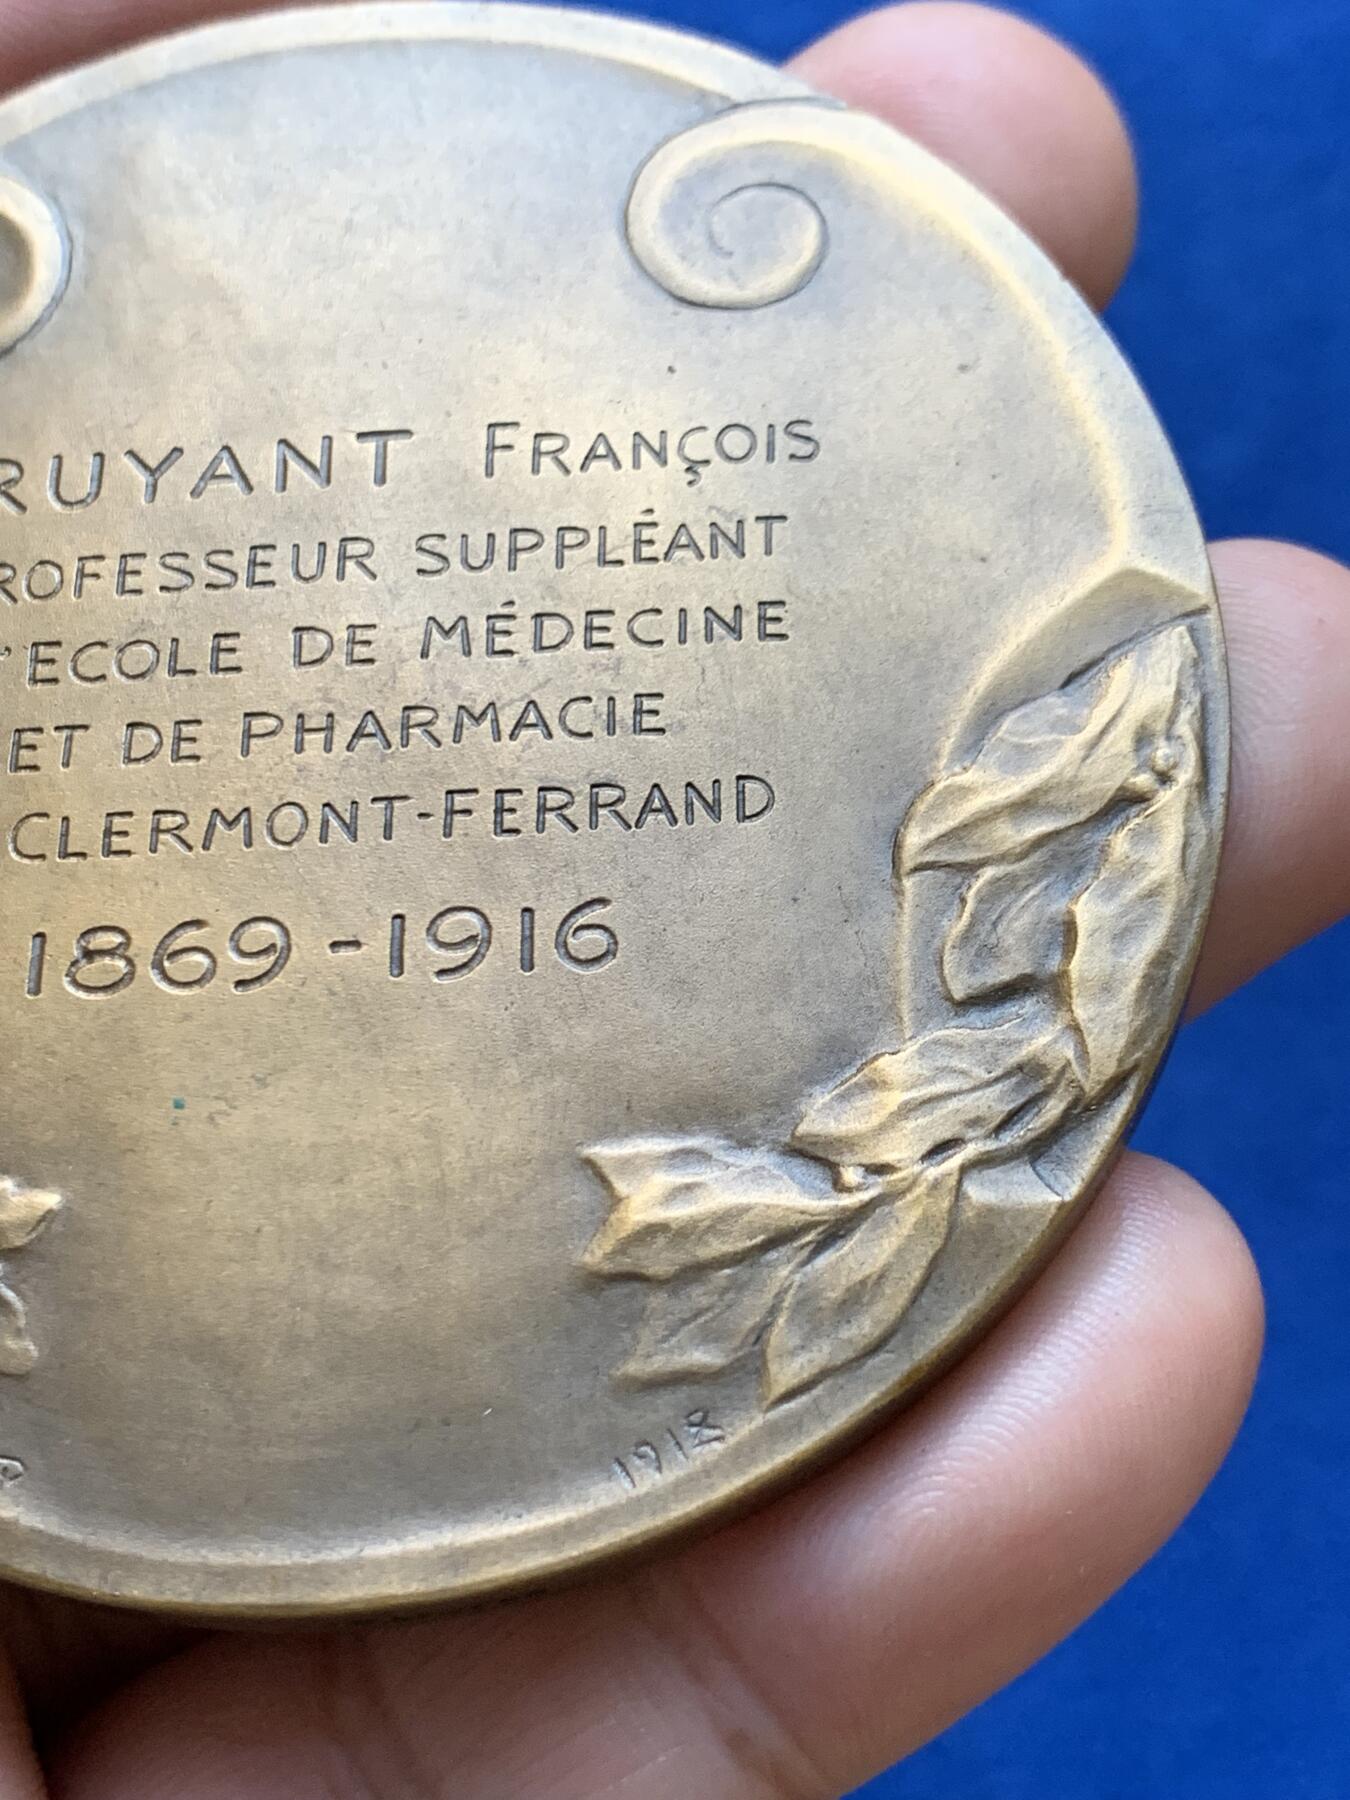 RUYANT FRANÇOIS
ROFESSEUR SUPPLÉANT
'ECOLE DE MÉDECINE
ET DE PHARMACIE
CLERMONT-FERRAND
1869-1916
1918